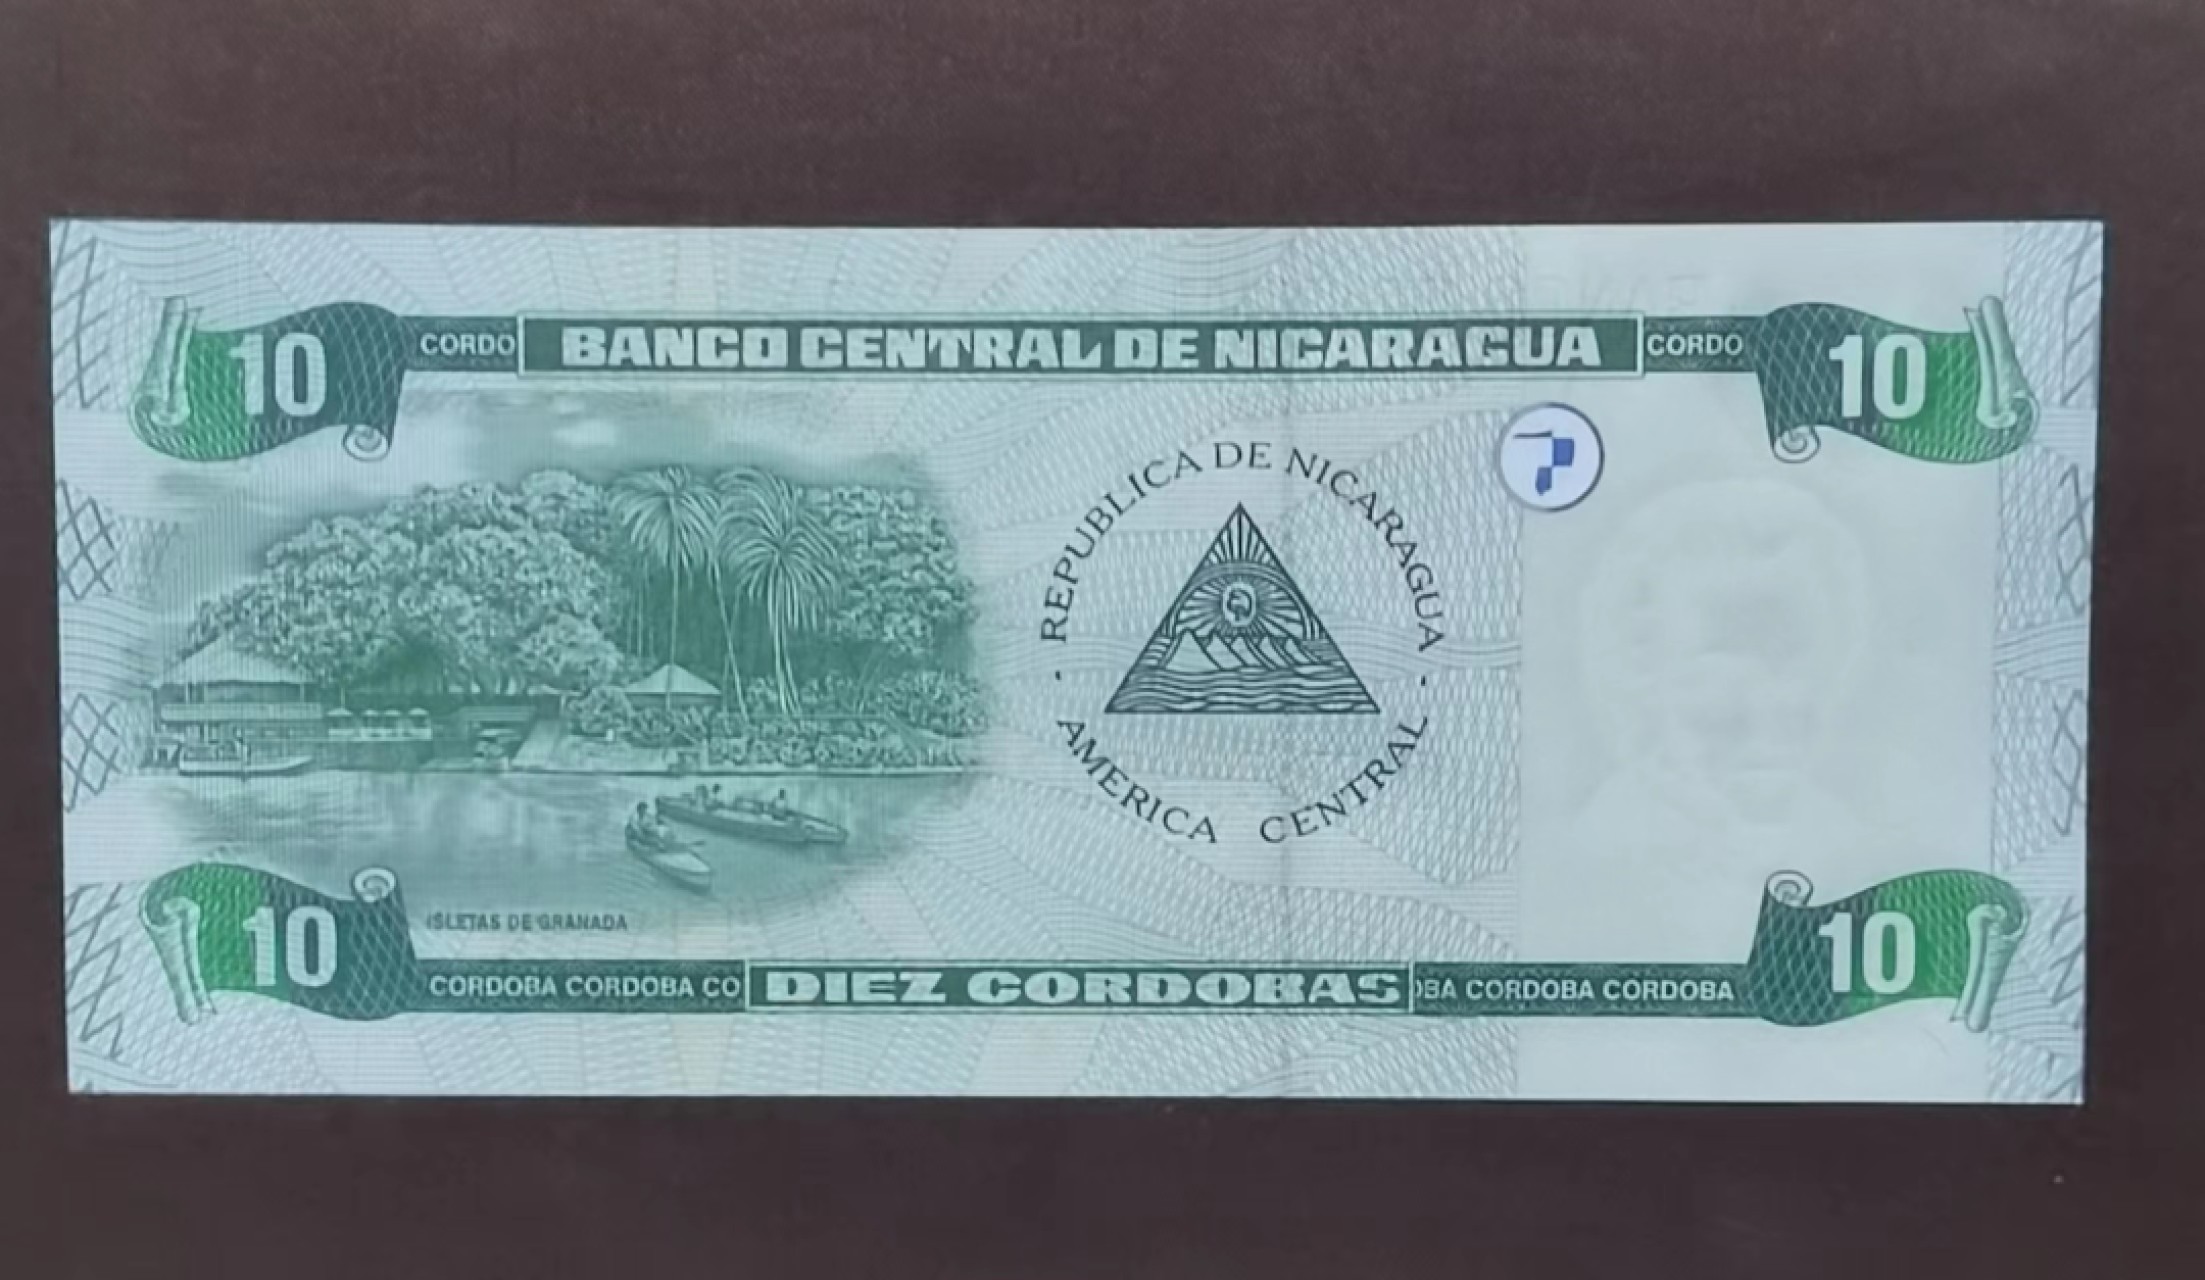 10 CORDO BANCO CENTRAL DE NICARAGUA CORDO 10
REPUBLICA DE NICARAGUA
- AMERICA CENTRAL -
ISLETAS DE GRANADA
10 CORDOBA CORDOBA CO DIEZ CORDOBAS OBA CORDOBA CORDOBA 10